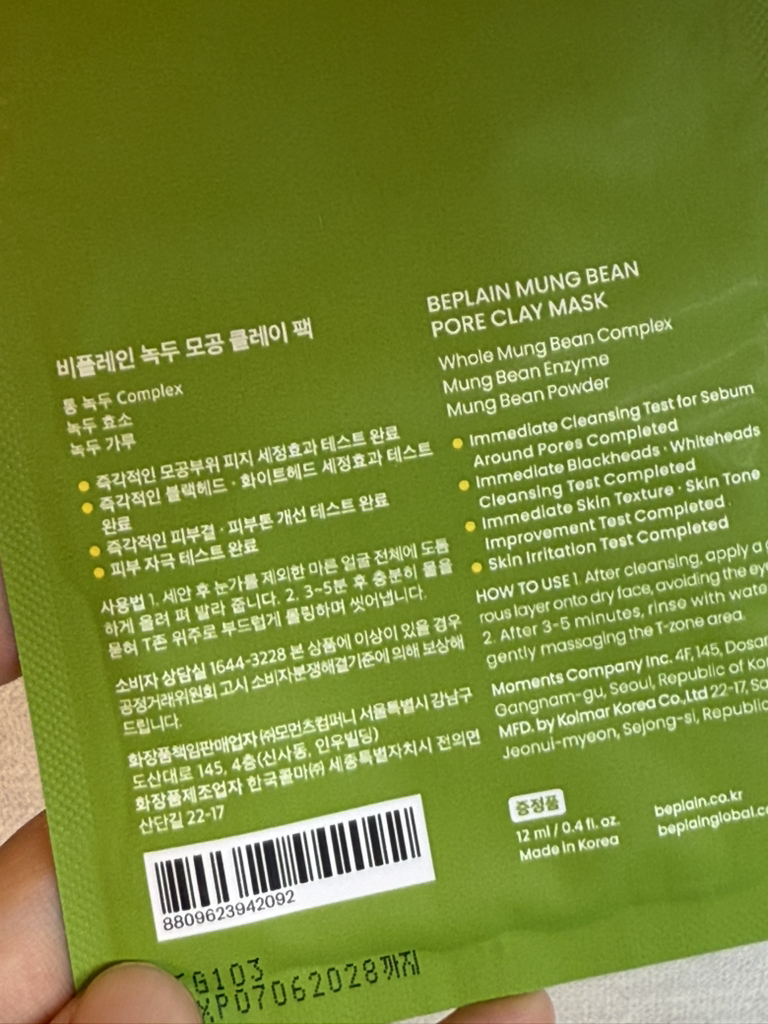 비플레인 녹두 모공 클레이 팩
통 녹두 Complex
녹두 효소
녹두 가루
즉각적인 모공부위 피지 세정효과 테스트 완료
즉각적인 블랙헤드 · 화이트헤드 세정효과 테스트
완료
즉각적인 피부결 · 피부톤 개선 테스트 완료
피부 자극 테스트 완료
사용법 1. 세안 후 눈가를 제외한 마른 얼굴 전체에 도톰
하게 올려 펴 발라 줍니다. 2. 3~5분 후 충분히 물을
묻혀 T존 위주로 부드럽게 롤링하며 씻어냅니다.
소비자 상담실 1644-3228 본 상품에 이상이 있을 경우
공정거래위원회 고시 소비자분쟁해결기준에 의해 보상해
드립니다.
화장품책임판매업자 ㈜모먼츠컴퍼니 서울특별시 강남구
도산대로 145, 4층(신사동, 인우빌딩)
화장품제조업자 한국콜마㈜ 세종특별자치시 전의면
산단길 22-17
8809623942092
G103
XP07062028까지
BEPLAIN MUNG BEAN
PORE CLAY MASK
Whole Mung Bean Complex
Mung Bean Enzyme
Mung Bean Powder
Immediate Cleansing Test for Sebum
Around Pores Completed
Immediate Blackheads · Whiteheads
Cleansing Test Completed
Immediate Skin Texture · Skin Tone
Improvement Test Completed
Skin Irritation Test Completed
HOW TO USE 1. After cleansing, apply a
rous layer onto dry face, avoiding the
2. After 3-5 minutes, rinse with
gently massaging the T-zone area.
Moments Company Inc. 4F, 145,
Gangnam-gu, Seoul, Republic of
MFD. by Kolmar Korea Co., Ltd 22-17,
Jeonui-myeon, Sejong-si,
증정품
12 ml / 0.4 fl. oz.
Made in Korea
beplain.co.kr